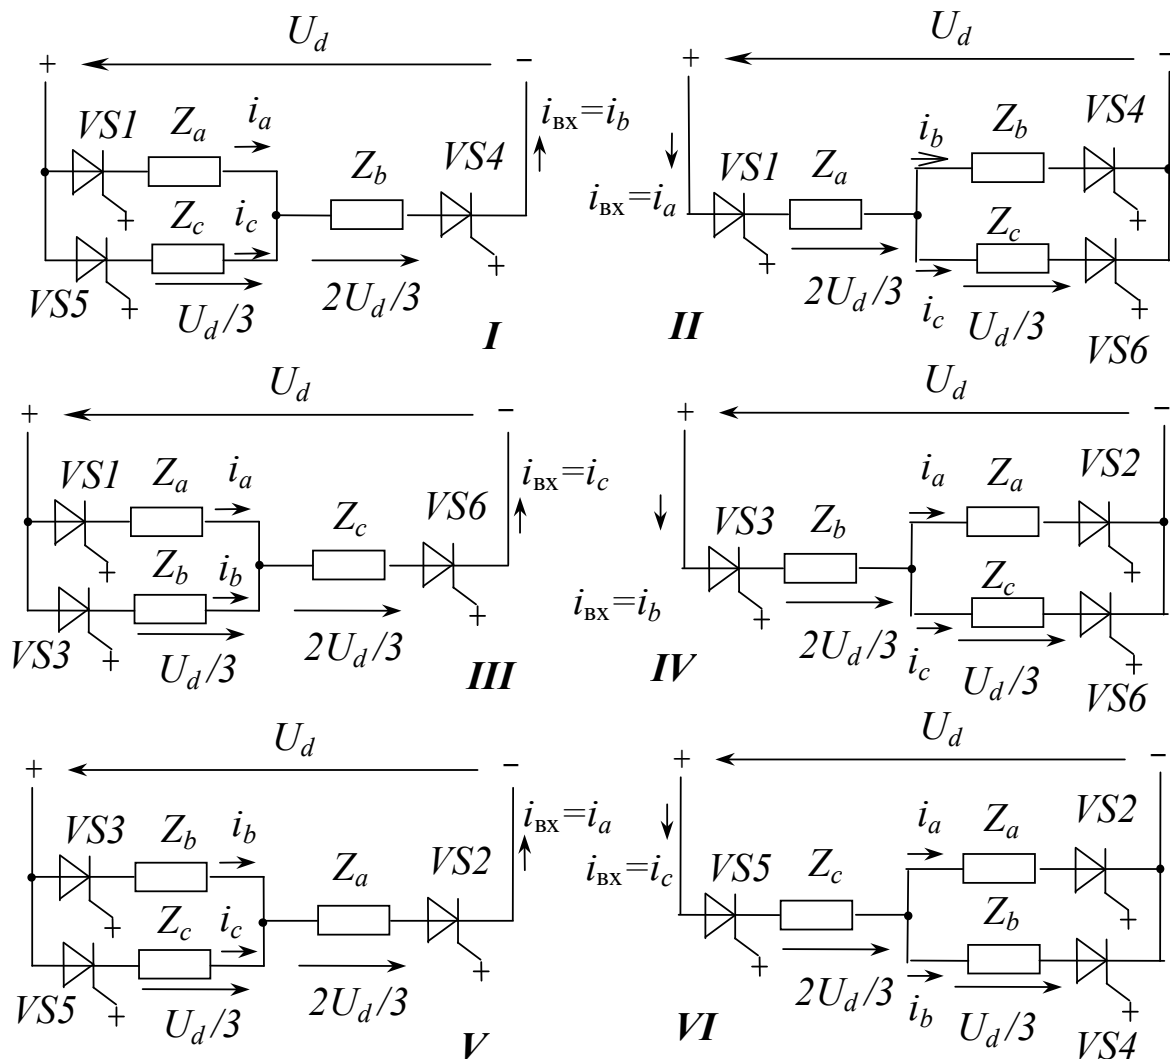 U_d
+ −
VS1 Z_a i_a
i_вх=i_b
Z_b VS4
+
Z_c i_c
+
VS5 +
U_d/3 2U_d/3
I
U_d
+ −
i_b Z_b VS4
VS1 Z_a
i_вх=i_a
+
Z_c
+
2U_d/3 i_c U_d/3
+
II VS6
U_d
+ −
VS1 Z_a i_a
i_вх=i_c
Z_c VS6
+
Z_b i_b
+
VS3 +
U_d/3 2U_d/3
III
U_d
+ −
i_a Z_a VS2
VS3 Z_b
+
Z_c
i_вх=i_b
+
2U_d/3 i_c U_d/3
+
IV VS6
U_d
+ −
VS3 Z_b i_b
i_вх=i_a
Z_a VS2
+
Z_c i_c
+
VS5 +
U_d/3 2U_d/3
V
U_d
+ −
i_a Z_a VS2
i_вх=i_c VS5 Z_c
+
Z_b
+
2U_d/3 i_b U_d/3
+
VI VS4